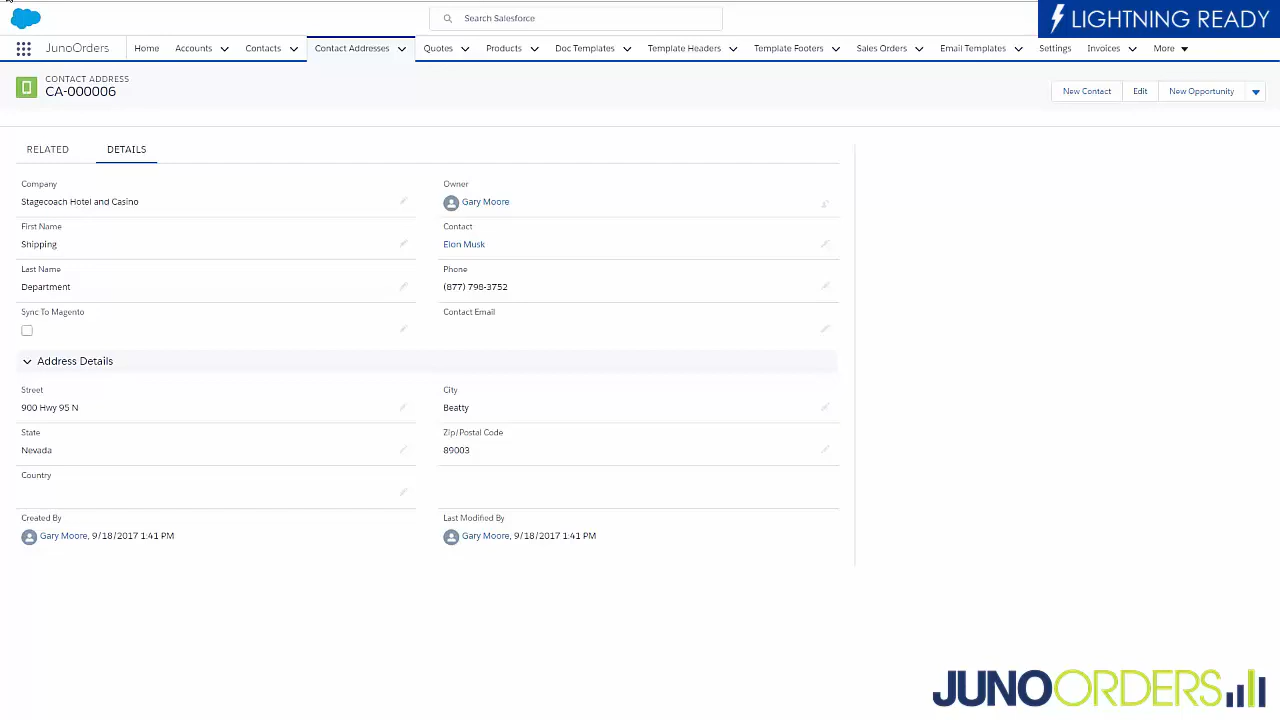 Search Salesforce
LIGHTNING READY
JunoOrders Home Accounts Contacts Contact Addresses Quotes Products Doc Templates Template Headers Template Footers Sales Orders Email Templates Settings Invoices More
CONTACT ADDRESS
CA-000006
New Contact Edit New Opportunity
RELATED DETAILS
Company Owner
Stagecoach Hotel and Casino Gary Moore
First Name Contact
Shipping Elon Musk
Last Name Phone
Department (877) 798-3752
Sync To Magento Contact Email
Address Details
Street City
900 Hwy 95 N Beatty
State Zip/Postal Code
Nevada 89003
Country
Created By Last Modified By
Gary Moore, 9/18/2017 1:41 PM Gary Moore, 9/18/2017 1:41 PM
JUNOORDERS